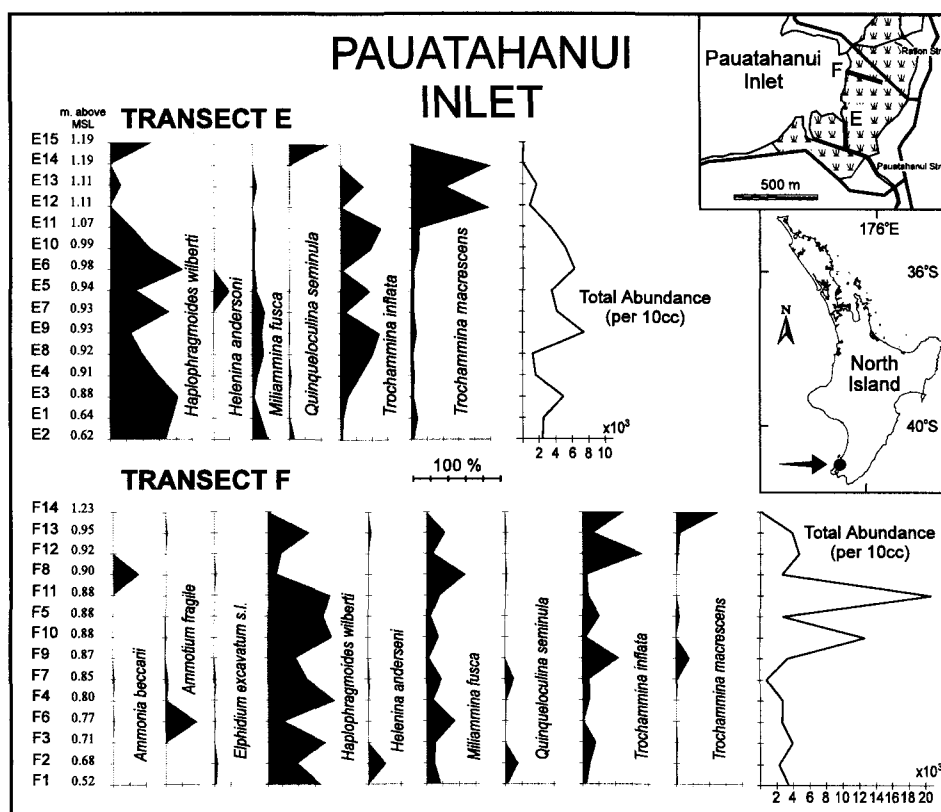 PAUATAHANUI
INLET
m. above
MSL
TRANSECT E
E15 1.19
E14 1.19
E13 1.11
E12 1.11
E11 1.07
E10 0.99
E6 0.98
E5 0.94
E7 0.93
E9 0.93
E8 0.92
E4 0.91
E3 0.88
E1 0.64
E2 0.62
Haplophragmoides wilberti
Helenina andersoni
Miliammina fusca
Quinqueloculina seminula
Trochammina inflata
Trochammina macrescens
Total Abundance
(per 10cc)
x10³
2 4 6 8 10
100 %
Pauatahanui
Inlet
F
E
Ration Str
Pauatahanui Str
500 m
176°E
36°S
N
North
Island
40°S
TRANSECT F
F14 1.23
F13 0.95
F12 0.92
F8 0.90
F11 0.88
F5 0.88
F10 0.88
F9 0.87
F7 0.85
F4 0.80
F6 0.77
F3 0.71
F2 0.68
F1 0.52
Ammonia beccarii
Ammotium fragile
Elphidium excavatum s.l.
Haplophragmoides wilberti
Helenina anderseni
Miliammina fusca
Quinqueloculina seminula
Trochammina inflata
Trochammina macrescens
Total Abundance
(per 10cc)
x10³
2 4 6 8 10 12 14 16 18 20